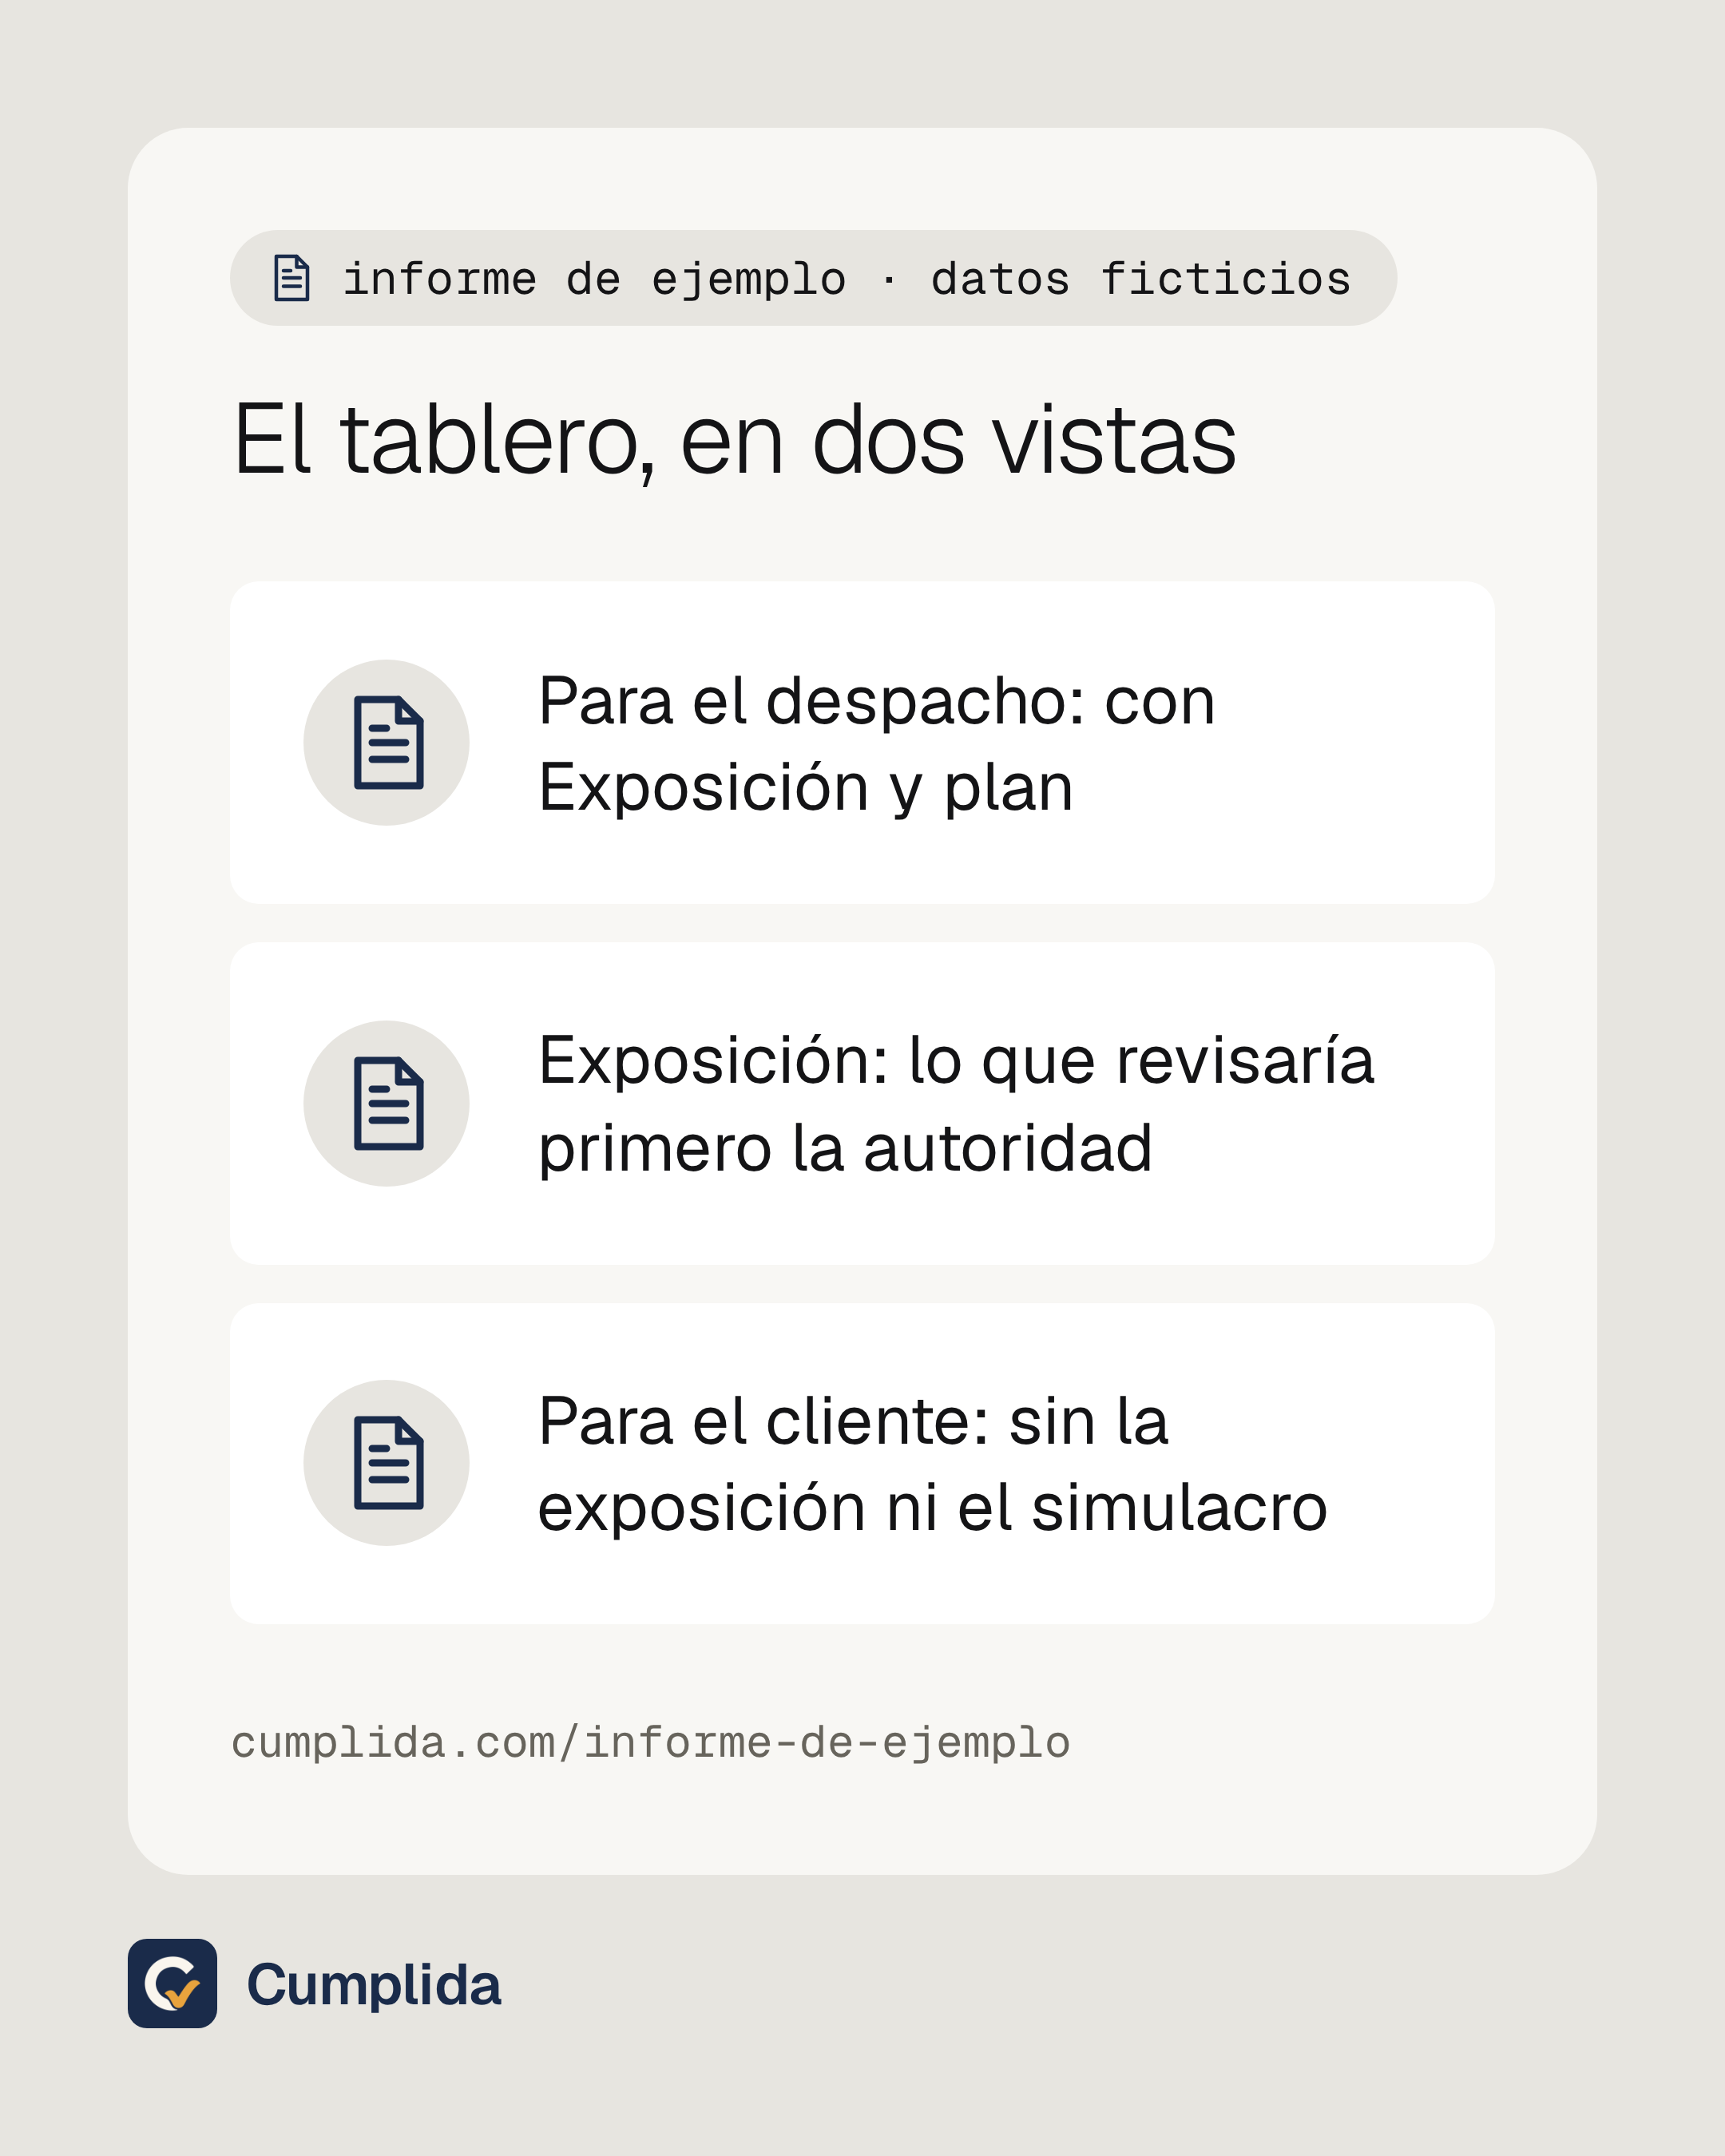 informe de ejemplo · datos ficticios
El tablero, en dos vistas
Para el despacho: con
Exposición y plan
Exposición: lo que revisaría
primero la autoridad
Para el cliente: sin la
exposición ni el simulacro
cumplida.com/informe-de-ejemplo
Cumplida